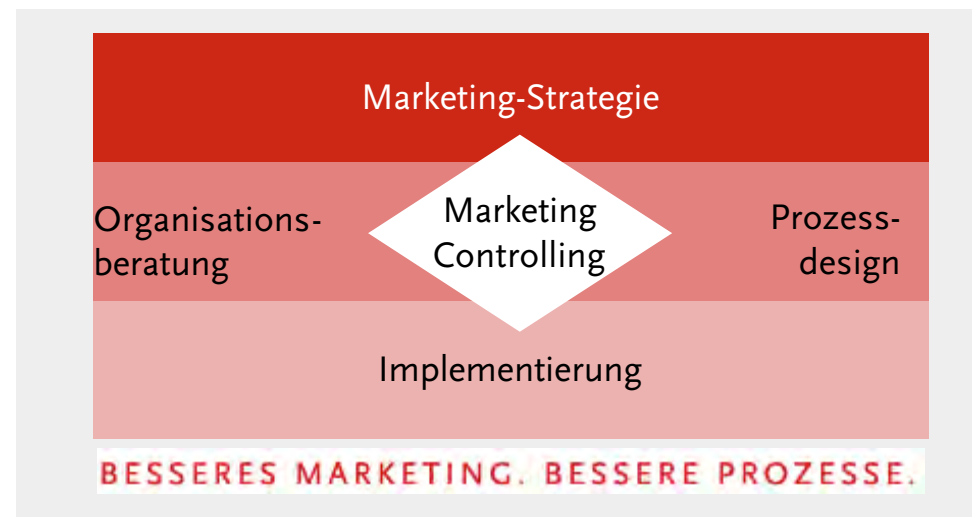 Marketing-Strategie
Organisations-
beratung
Marketing
Controlling
Prozess-
design
Implementierung
BESSERES MARKETING. BESSERE PROZESSE.